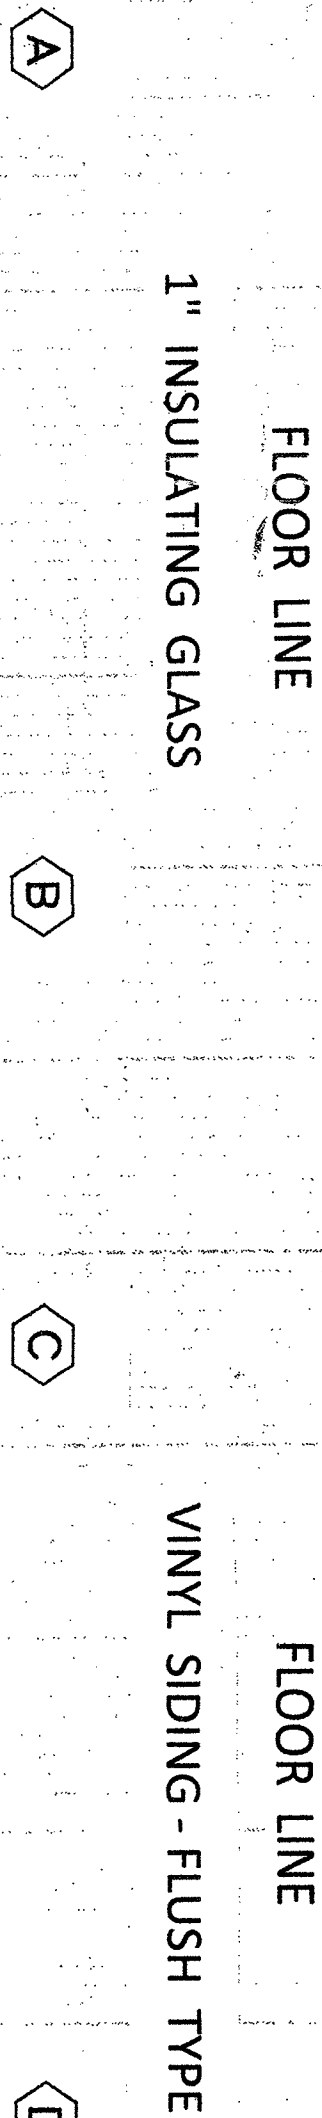 FLOOR LINE
FLOOR LINE
1" INSULATING GLASS
VINYL SIDING - FLUSH TYPE
A
B
C